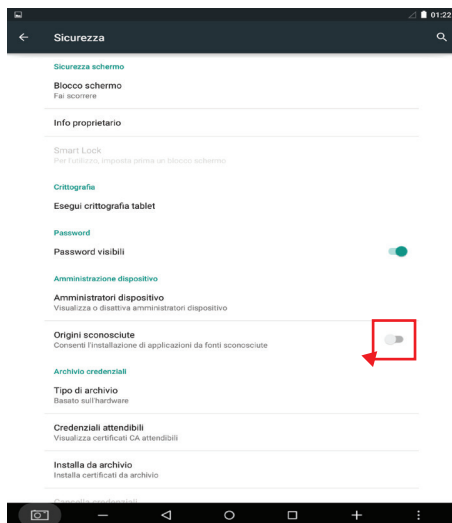 01:22
Sicurezza
Sicurezza schermo
Blocco schermo
Fai scorrere
Info proprietario
Smart Lock
Per l'utilizzo, imposta prima un blocco schermo
Crittografia
Esegui crittografia tablet
Password
Password visibili
Amministrazione dispositivo
Amministratori dispositivo
Visualizza o disattiva amministratori dispositivo
Origini sconosciute
Consenti l'installazione di applicazioni da fonti sconosciute
Archivio credenziali
Tipo di archivio
Basato sull'hardware
Credenziali attendibili
Visualizza certificati CA attendibili
Installa da archivio
Installa certificati da archivio
Cancella credenziali